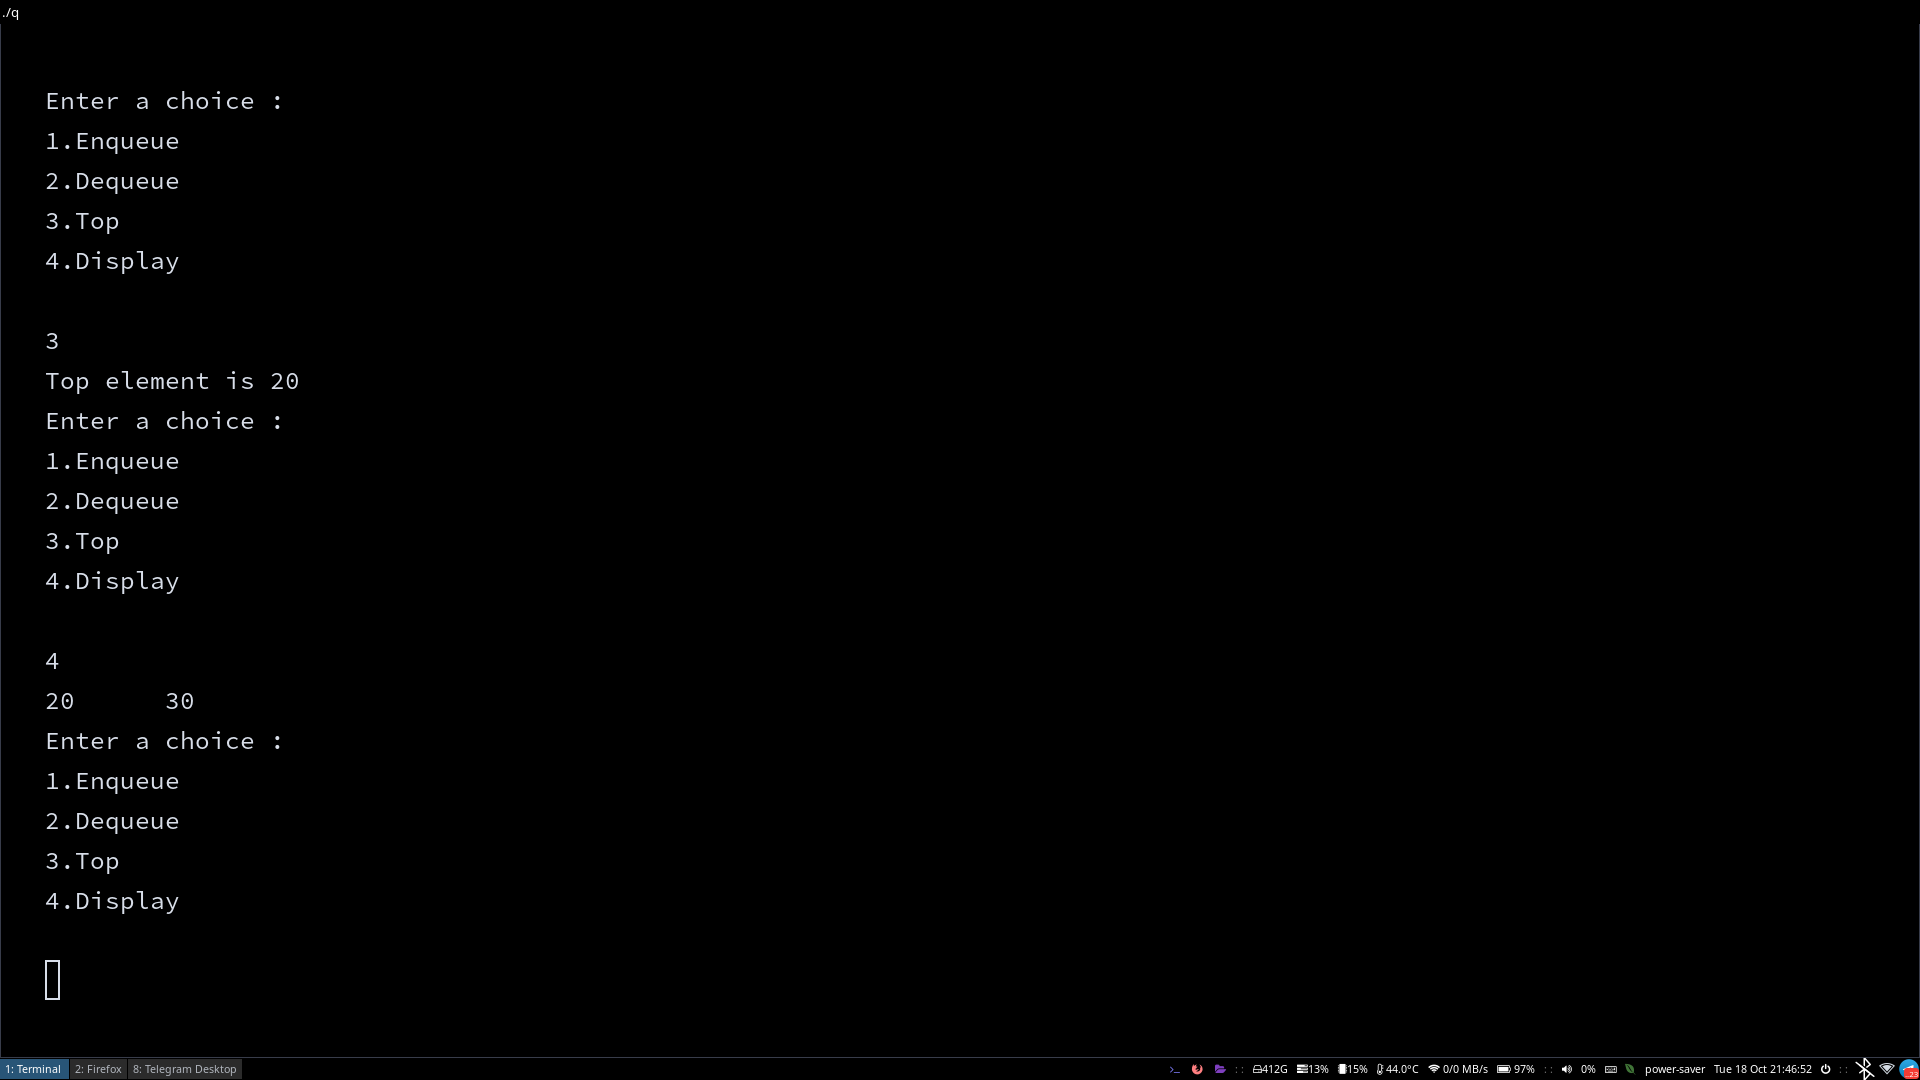 ./q
Enter a choice :
1.Enqueue
2.Dequeue
3.Top
4.Display
3
Top element is 20
Enter a choice :
1.Enqueue
2.Dequeue
3.Top
4.Display
4
20 30
Enter a choice :
1.Enqueue
2.Dequeue
3.Top
4.Display
1: Terminal 2: Firefox 8: Telegram Desktop >_ :: 412G 13% 15% 44.0°C 0/0 MB/s 97% :: 0% power-saver Tue 18 Oct 21:46:52 :: 23